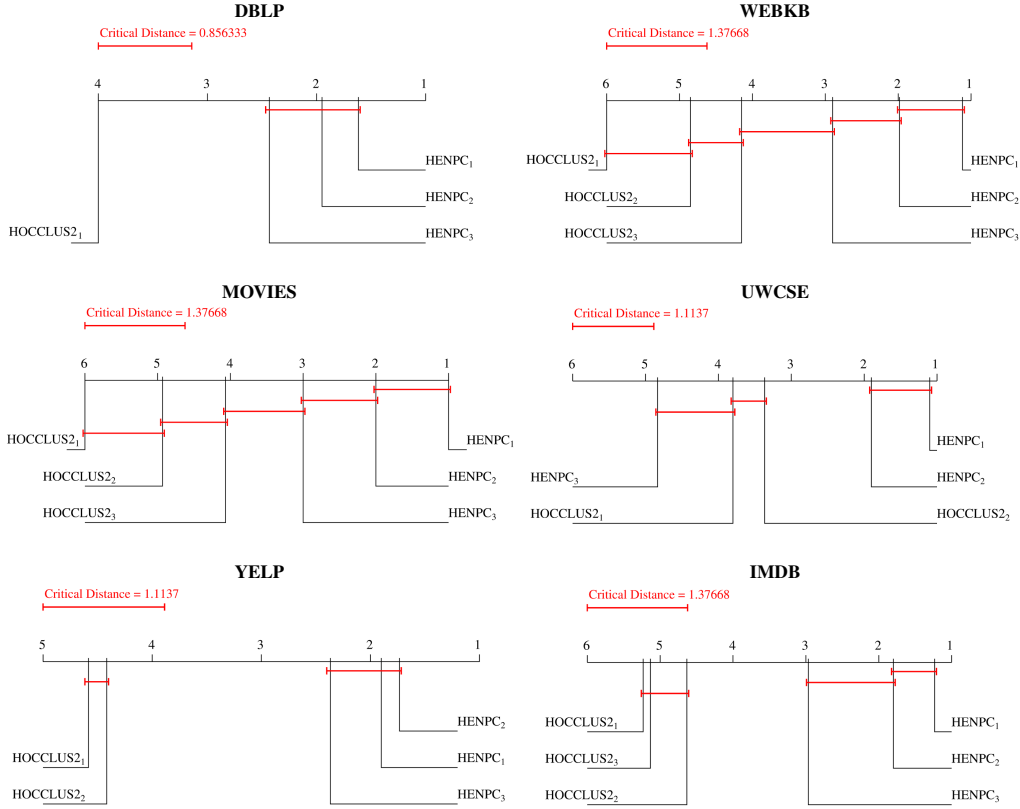 DBLP
Critical Distance = 0.856333
4 3 2 1
HENPC1
HENPC2
HOCCLUS21
HENPC3
WEBKB
Critical Distance = 1.37668
6 5 4 3 2 1
HOCCLUS21
HENPC1
HOCCLUS22
HENPC2
HOCCLUS23
HENPC3
MOVIES
Critical Distance = 1.37668
6 5 4 3 2 1
HOCCLUS21
HENPC1
HOCCLUS22
HENPC2
HOCCLUS23
HENPC3
UWCSE
Critical Distance = 1.1137
6 5 4 3 2 1
HENPC1
HENPC3
HENPC2
HOCCLUS21
HOCCLUS22
YELP
Critical Distance = 1.1137
5 4 3 2 1
HENPC2
HOCCLUS21
HENPC1
HOCCLUS22
HENPC3
IMDB
Critical Distance = 1.37668
6 5 4 3 2 1
HOCCLUS21
HENPC1
HOCCLUS23
HENPC2
HOCCLUS22
HENPC3